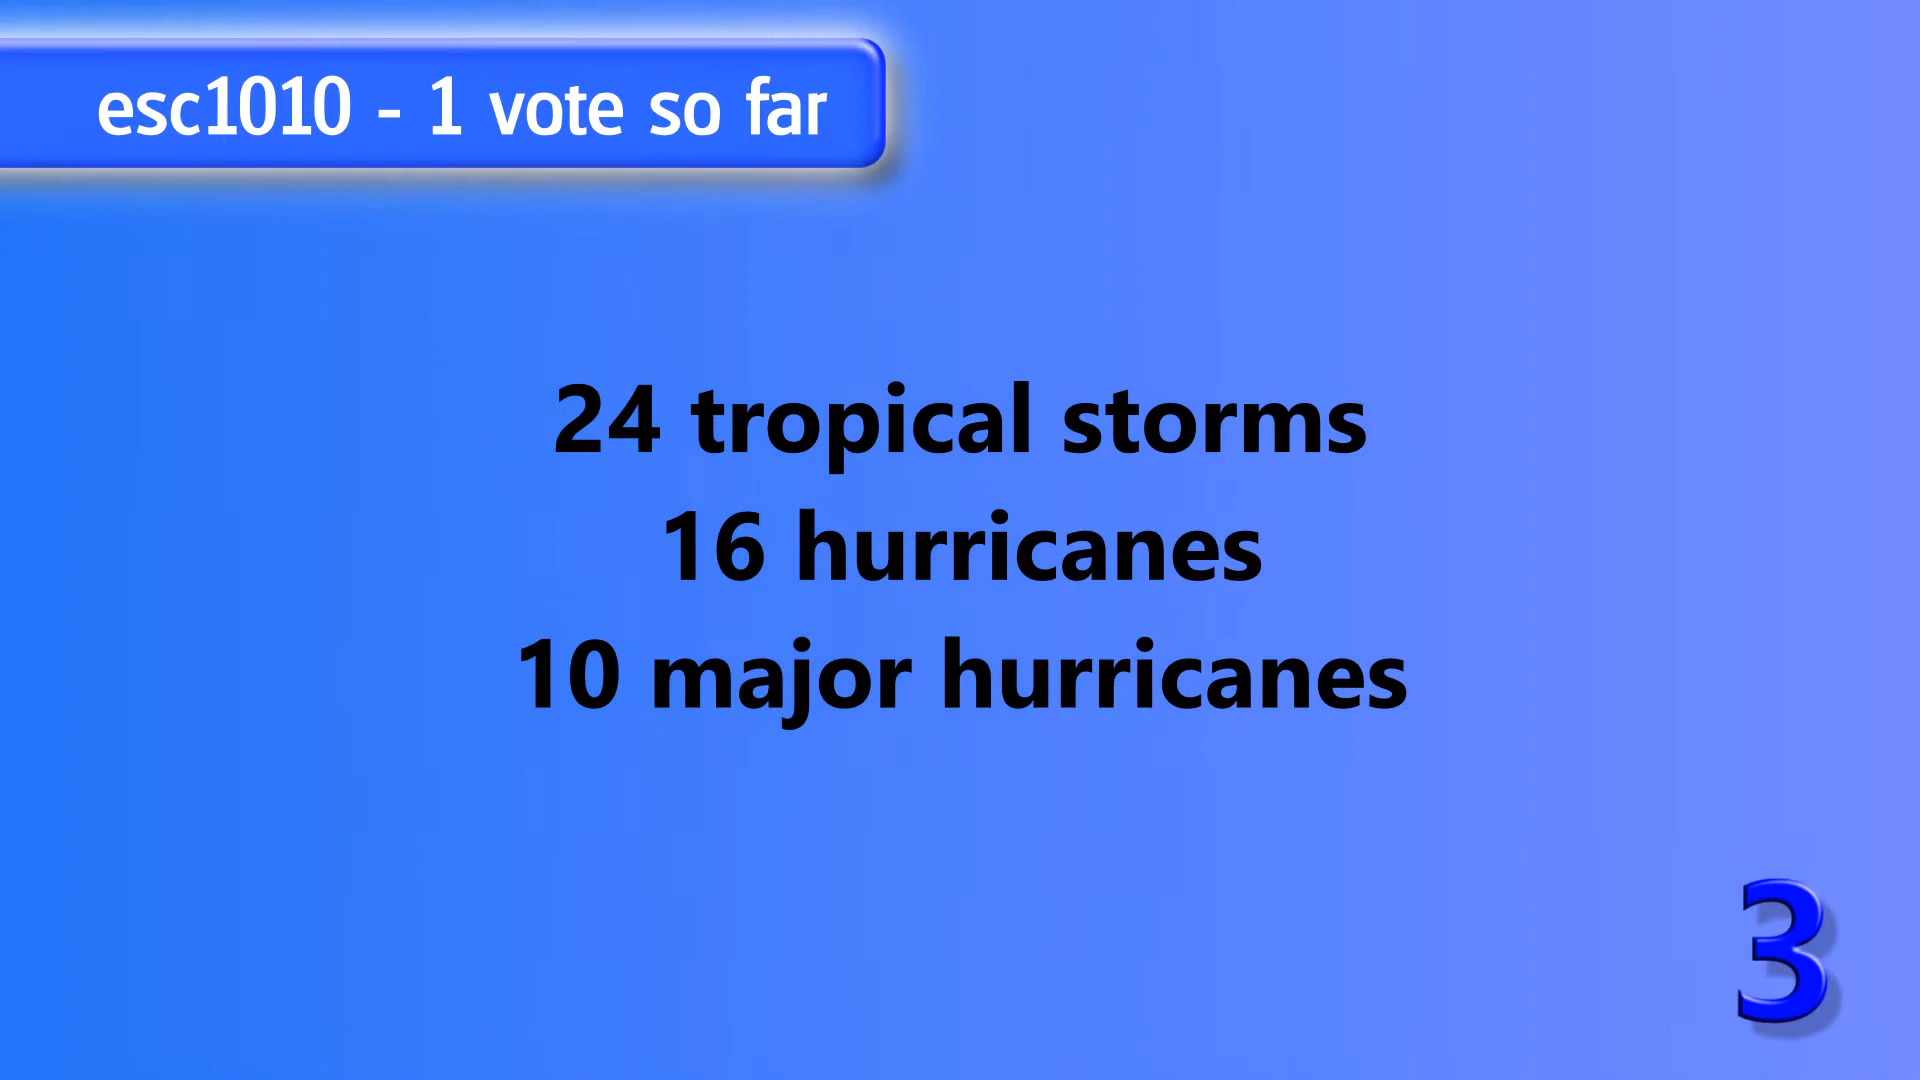 esc1010 - 1 vote so far
24 tropical storms
16 hurricanes
10 major hurricanes
3